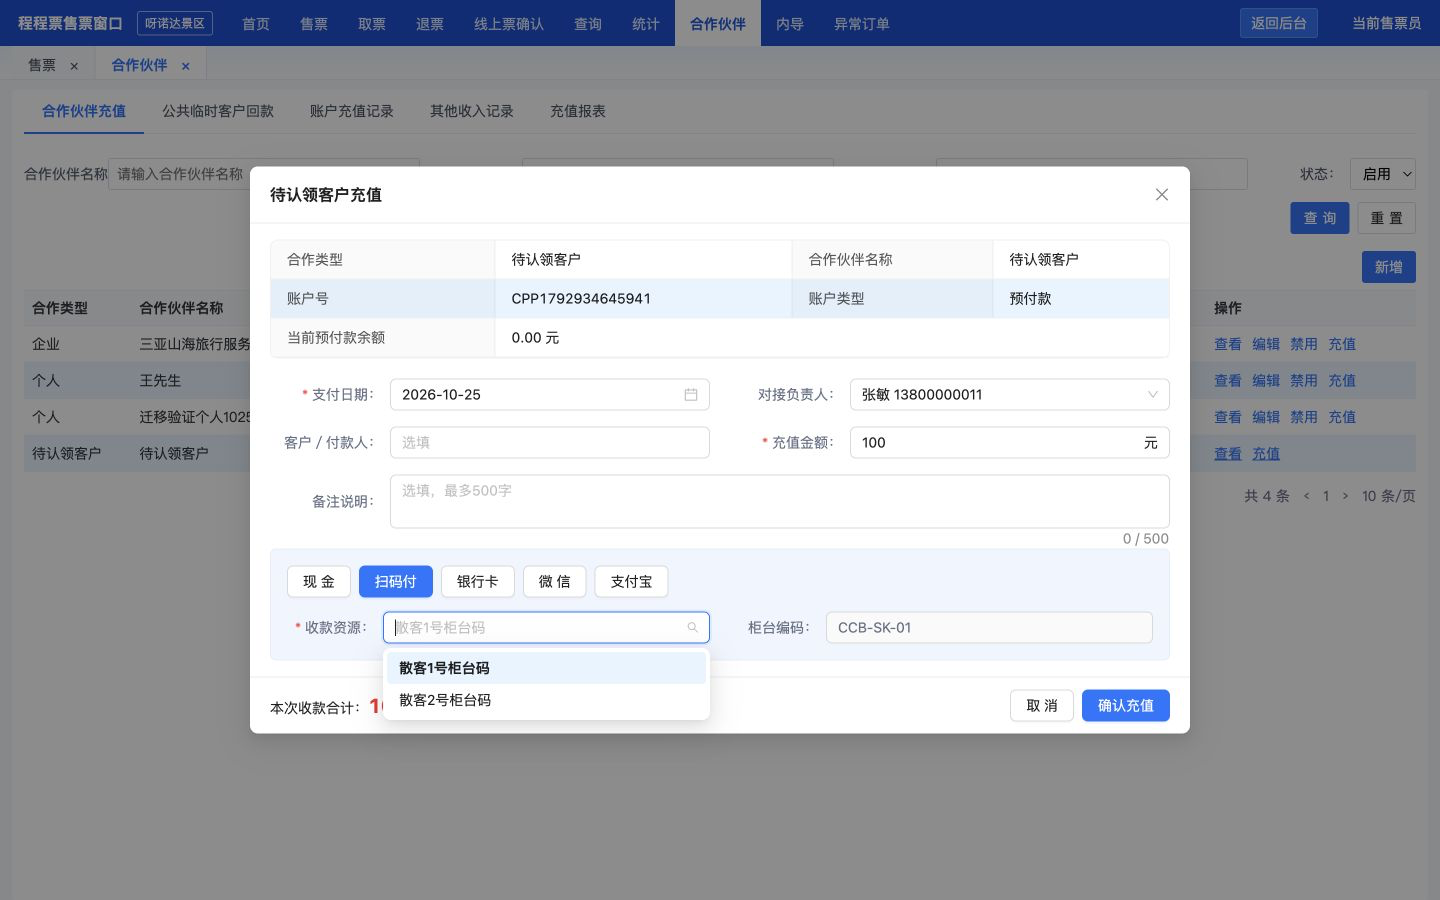 程程票售票窗口 呀诺达景区 首页 售票 取票 退票 线上票确认 查询 统计 合作伙伴 内导 异常订单 返回后台 当前售票员
售票 × 合作伙伴 ×
合作伙伴充值 公共临时客户回款 账户充值记录 其他收入记录 充值报表
合作伙伴名称 请输入合作伙伴名称 状态： 启用
查 询 重 置
新增
合作类型 合作伙伴名称 操作
企业 三亚山海旅行服务 查看 编辑 禁用 充值
个人 王先生 查看 编辑 禁用 充值
个人 迁移验证个人1025 查看 编辑 禁用 充值
待认领客户 待认领客户 查看 充值
共 4 条 < 1 > 10 条/页
待认领客户充值
合作类型 待认领客户 合作伙伴名称 待认领客户
账户号 CPP1792934645941 账户类型 预付款
当前预付款余额 0.00 元
* 支付日期： 2026-10-25 对接负责人： 张敏 13800000011
客户 / 付款人： 选填 * 充值金额： 100 元
备注说明： 选填，最多500字
0 / 500
现 金 扫码付 银行卡 微 信 支付宝
* 收款资源： 散客1号柜台码 柜台编码： CCB-SK-01
散客1号柜台码
散客2号柜台码
本次收款合计： 取 消 确认充值